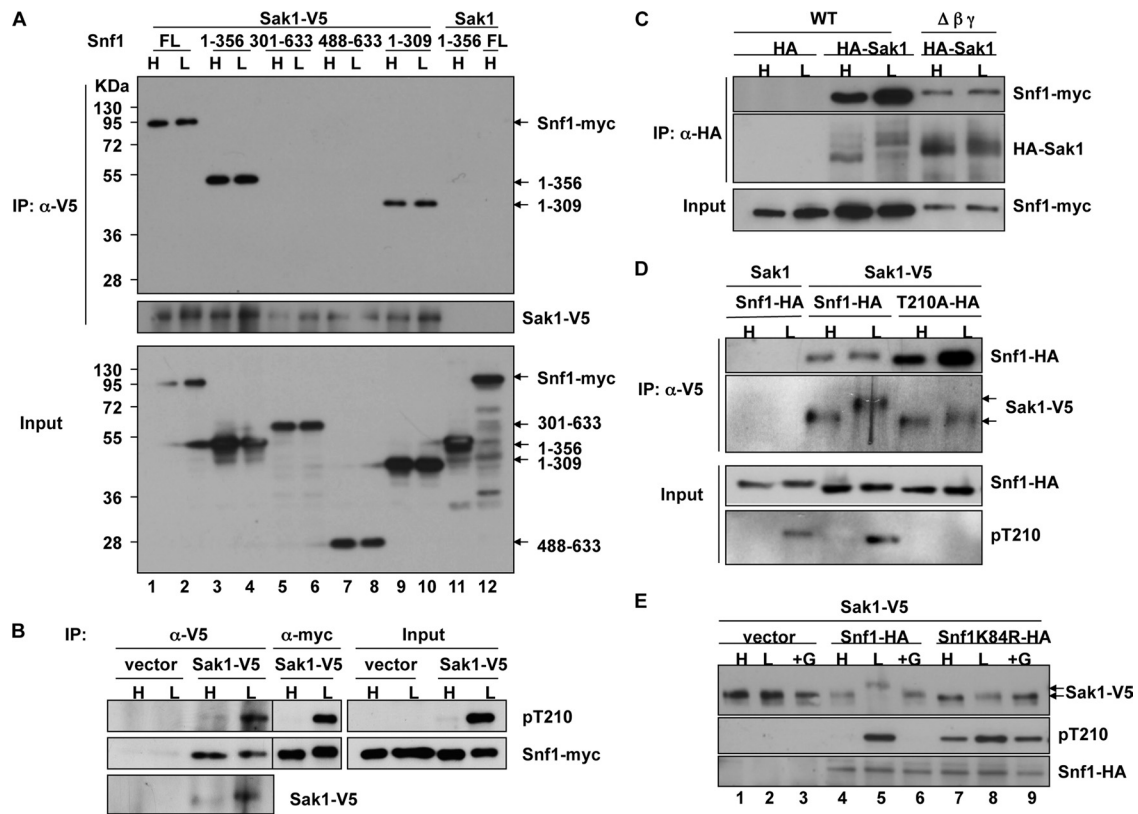 A
Sak1-V5 Sak1
Snf1 FL 1-356 301-633 488-633 1-309 1-356 FL
H L H L H L H L H L H H
KDa
130
95
72
55
36
28
IP: α-V5
Snf1-myc
1-356
1-309
Sak1-V5
Input
130
95
72
55
36
28
Snf1-myc
301-633
1-356
1-309
488-633
1 2 3 4 5 6 7 8 9 10 11 12
B
IP: α-V5 α-myc Input
vector Sak1-V5 Sak1-V5 vector Sak1-V5
H L H L H L H L H L
pT210
Snf1-myc
Sak1-V5
C
WT Δ β γ
HA HA-Sak1 HA-Sak1
H L H L H L
IP: α-HA
Snf1-myc
HA-Sak1
Input
Snf1-myc
D
Sak1 Sak1-V5
Snf1-HA Snf1-HA T210A-HA
H L H L H L
IP: α-V5
Snf1-HA
Sak1-V5
Input
Snf1-HA
pT210
E
Sak1-V5
vector Snf1-HA Snf1K84R-HA
H L +G H L +G H L +G
Sak1-V5
pT210
Snf1-HA
1 2 3 4 5 6 7 8 9